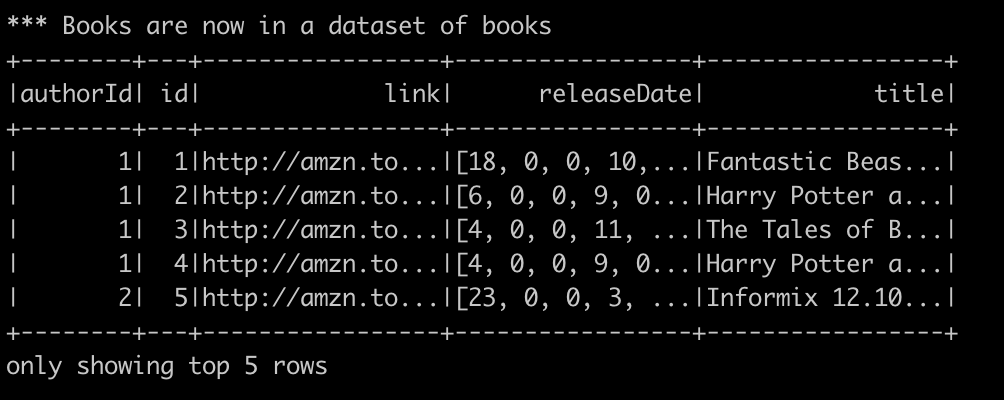 *** Books are now in a dataset of books
+--------+---+----------------+----------------+----------------+
|authorId| id|            link|     releaseDate|           title|
+--------+---+----------------+----------------+----------------+
|       1|  1|http://amzn.to...|[18, 0, 0, 10,...|Fantastic Beas...|
|       1|  2|http://amzn.to...|[6, 0, 0, 9, 0...|Harry Potter a...|
|       1|  3|http://amzn.to...|[4, 0, 0, 11, ...|The Tales of B...|
|       1|  4|http://amzn.to...|[4, 0, 0, 9, 0...|Harry Potter a...|
|       2|  5|http://amzn.to...|[23, 0, 0, 3, ...|Informix 12.10...|
+--------+---+----------------+----------------+----------------+
only showing top 5 rows